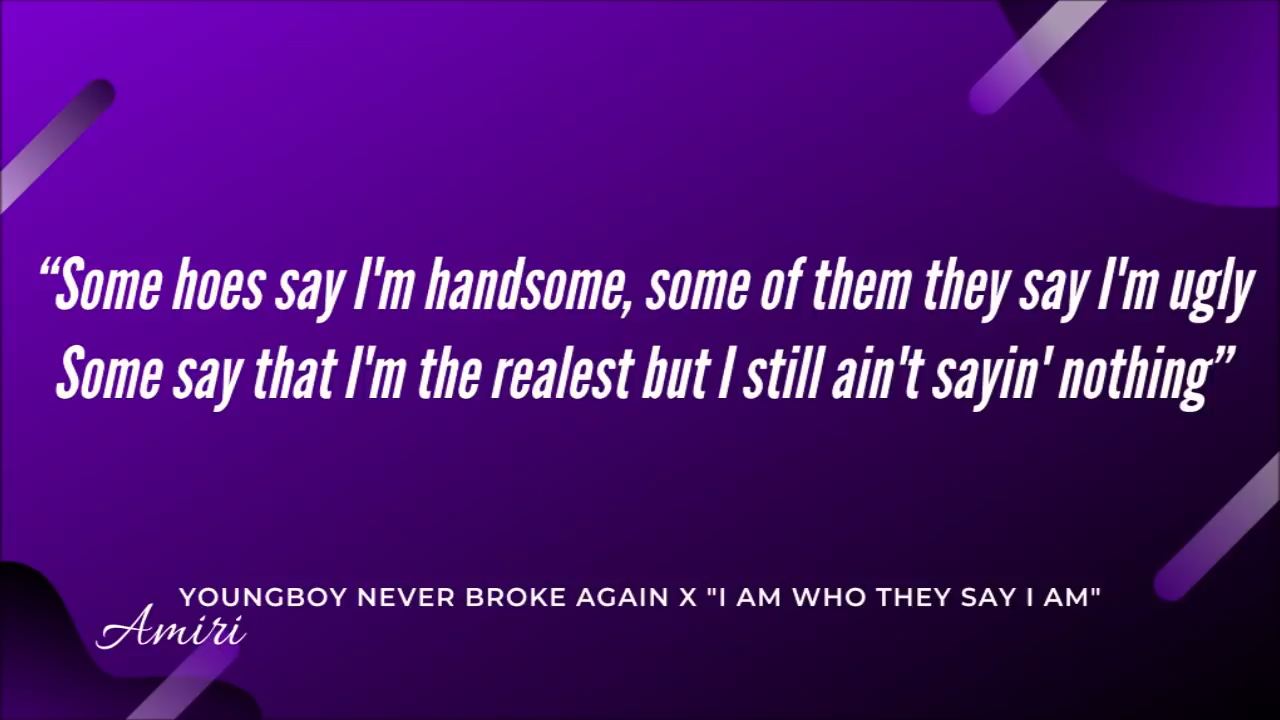 “Some hoes say I'm handsome, some of them they say I'm ugly
Some say that I'm the realest but I still ain't sayin' nothing”
YOUNGBOY NEVER BROKE AGAIN X "I AM WHO THEY SAY I AM"
Amiri